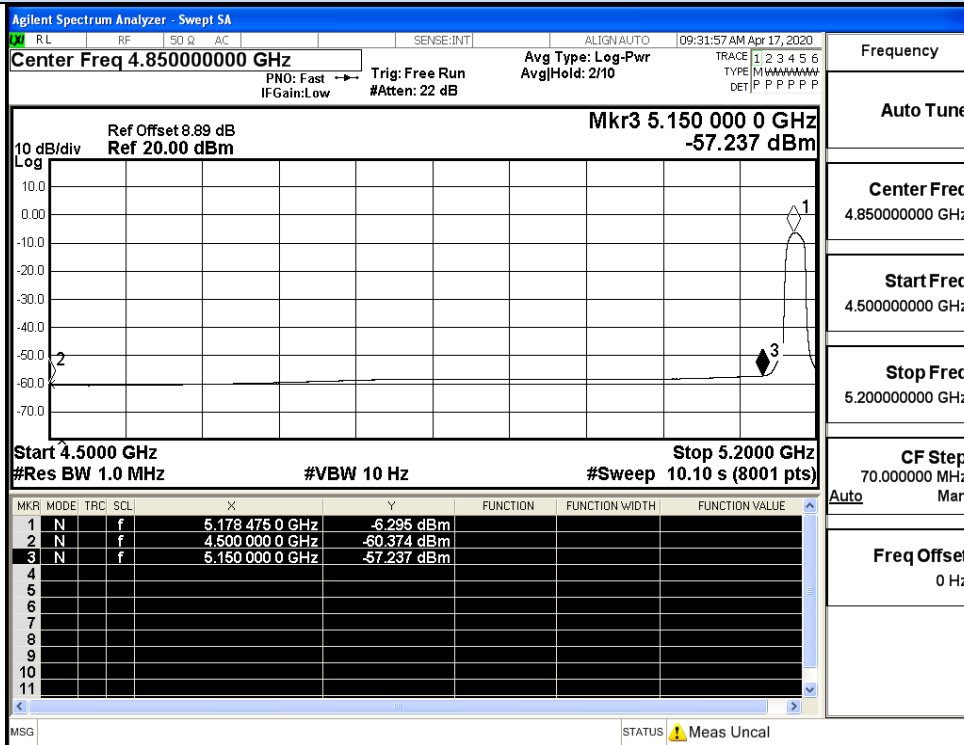 Agilent Spectrum Analyzer - Swept SA
LXI RL RF 50 Ω AC SENSE:INT ALIGN AUTO 09:31:57 AM Apr 17, 2020
Center Freq 4.850000000 GHz
PNO: Fast
IFGain:Low
Trig: Free Run
#Atten: 22 dB
Avg Type: Log-Pwr
Avg|Hold: 2/10
TRACE 1 2 3 4 5 6
TYPE M WWWWW
DET P P P P P P
Mkr3 5.150 000 0 GHz
-57.237 dBm
Ref Offset 8.89 dB
10 dB/div Ref 20.00 dBm
Log
10.0
0.00
-10.0
-20.0
-30.0
-40.0
-50.0
-60.0
-70.0
1
2
3
Start 4.5000 GHz Stop 5.2000 GHz
#Res BW 1.0 MHz #VBW 10 Hz #Sweep 10.10 s (8001 pts)
MKR MODE TRC SCL X Y FUNCTION FUNCTION WIDTH FUNCTION VALUE
1 N f 5.178 475 0 GHz -6.295 dBm
2 N f 4.500 000 0 GHz -60.374 dBm
3 N f 5.150 000 0 GHz -57.237 dBm
4
5
6
7
8
9
10
11
MSG STATUS Meas Uncal
Frequency
Auto Tune
Center Freq
4.850000000 GHz
Start Freq
4.500000000 GHz
Stop Freq
5.200000000 GHz
CF Step
70.000000 MHz
Auto Man
Freq Offset
0 Hz